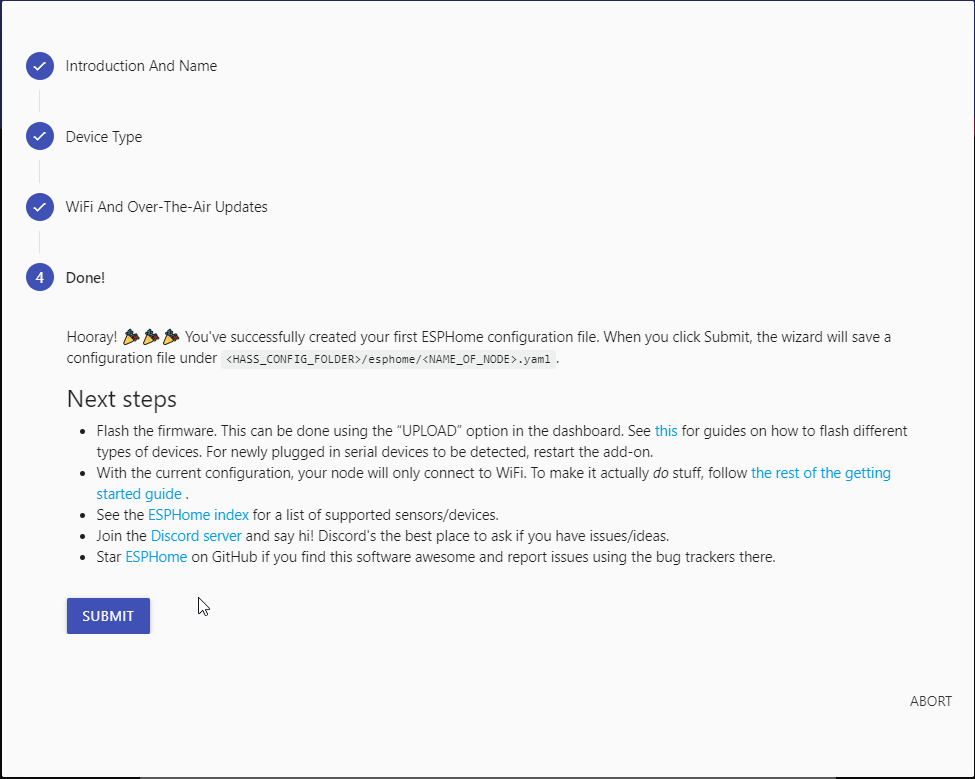 Introduction And Name
Device Type
WiFi And Over-The-Air Updates
4 Done!
Hooray! 🎉🎉🎉 You've successfully created your first ESPHome configuration file. When you click Submit, the wizard will save a
configuration file under <HASS_CONFIG_FOLDER>/esphome/<NAME_OF_NODE>.yaml .
Next steps
• Flash the firmware. This can be done using the “UPLOAD” option in the dashboard. See this for guides on how to flash different
types of devices. For newly plugged in serial devices to be detected, restart the add-on.
• With the current configuration, your node will only connect to WiFi. To make it actually do stuff, follow the rest of the getting
started guide .
• See the ESPHome index for a list of supported sensors/devices.
• Join the Discord server and say hi! Discord's the best place to ask if you have issues/ideas.
• Star ESPHome on GitHub if you find this software awesome and report issues using the bug trackers there.
SUBMIT
ABORT